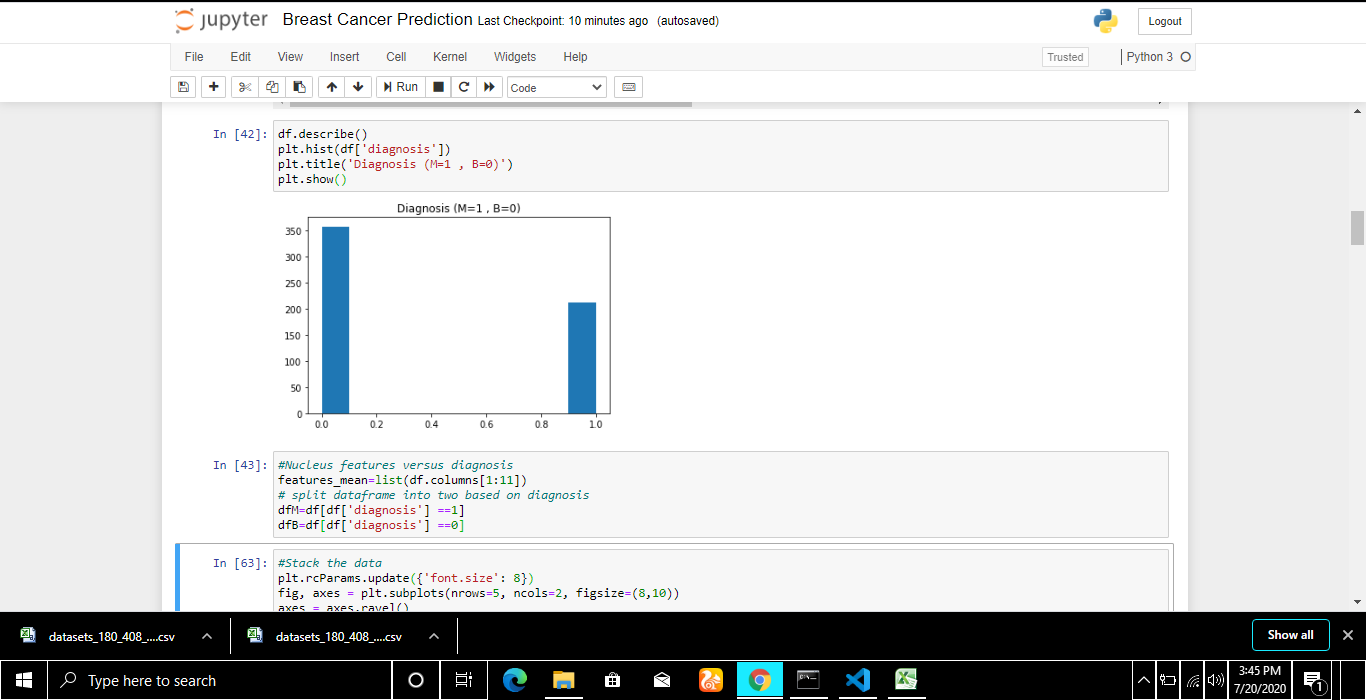 jupyter Breast Cancer Prediction Last Checkpoint: 10 minutes ago (autosaved) Logout
File Edit View Insert Cell Kernel Widgets Help Trusted Python 3
Run Code
In [42]: df.describe()
plt.hist(df['diagnosis'])
plt.title('Diagnosis (M=1 , B=0)')
plt.show()
Diagnosis (M=1 , B=0)
350
300
250
200
150
100
50
0
0.0 0.2 0.4 0.6 0.8 1.0
In [43]: #Nucleus features versus diagnosis
features_mean=list(df.columns[1:11])
# split dataframe into two based on diagnosis
dfM=df[df['diagnosis'] ==1]
dfB=df[df['diagnosis'] ==0]
In [63]: #Stack the data
plt.rcParams.update({'font.size': 8})
fig, axes = plt.subplots(nrows=5, ncols=2, figsize=(8,10))
axes = axes.ravel()
datasets_180_408_....csv datasets_180_408_....csv Show all
Type here to search 3:45 PM
7/20/2020 1